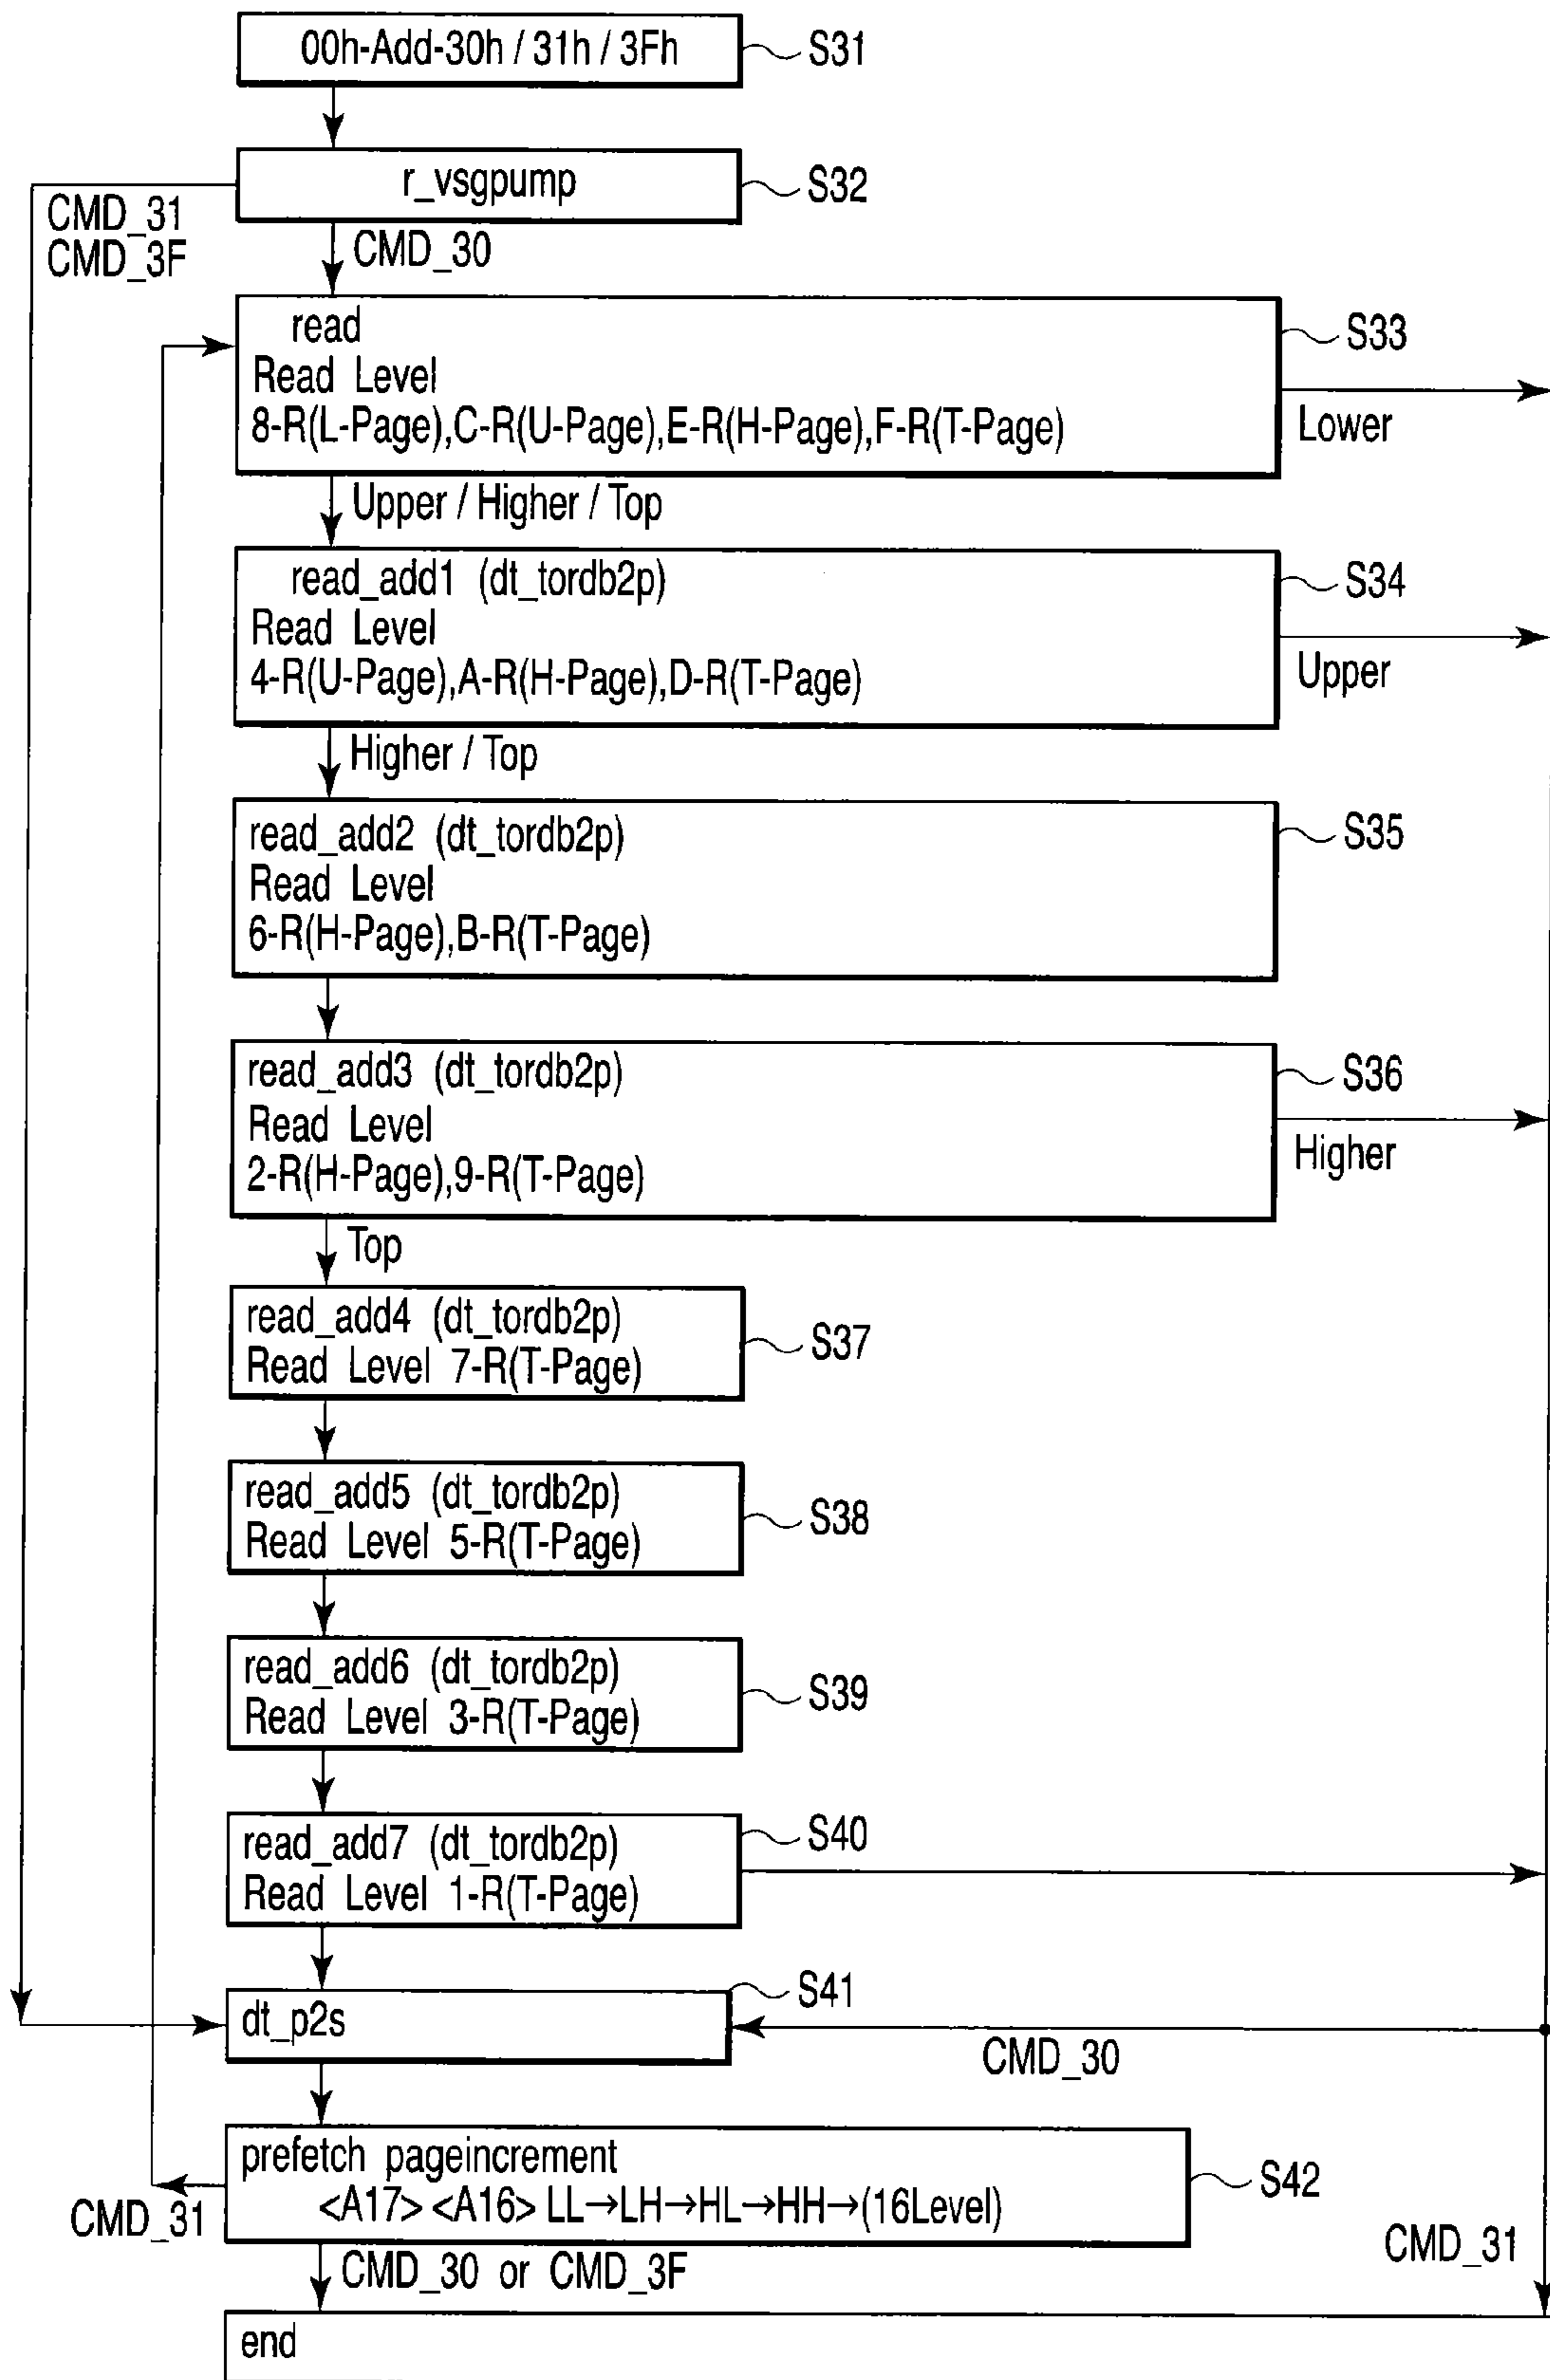 00h-Add-30h / 31h / 3Fh
S31
r_vsgpump
S32
CMD_31
CMD_3F
CMD_30
read
Read Level
8-R(L-Page),C-R(U-Page),E-R(H-Page),F-R(T-Page)
S33
Lower
Upper / Higher / Top
read_add1 (dt_tordb2p)
Read Level
4-R(U-Page),A-R(H-Page),D-R(T-Page)
S34
Upper
Higher / Top
read_add2 (dt_tordb2p)
Read Level
6-R(H-Page),B-R(T-Page)
S35
read_add3 (dt_tordb2p)
Read Level
2-R(H-Page),9-R(T-Page)
S36
Higher
Top
read_add4 (dt_tordb2p)
Read Level 7-R(T-Page)
S37
read_add5 (dt_tordb2p)
Read Level 5-R(T-Page)
S38
read_add6 (dt_tordb2p)
Read Level 3-R(T-Page)
S39
read_add7 (dt_tordb2p)
Read Level 1-R(T-Page)
S40
dt_p2s
S41
CMD_30
prefetch pageincrement
<A17> <A16> LL→LH→HL→HH→(16Level)
S42
CMD_31
CMD_31
CMD_30 or CMD_3F
end